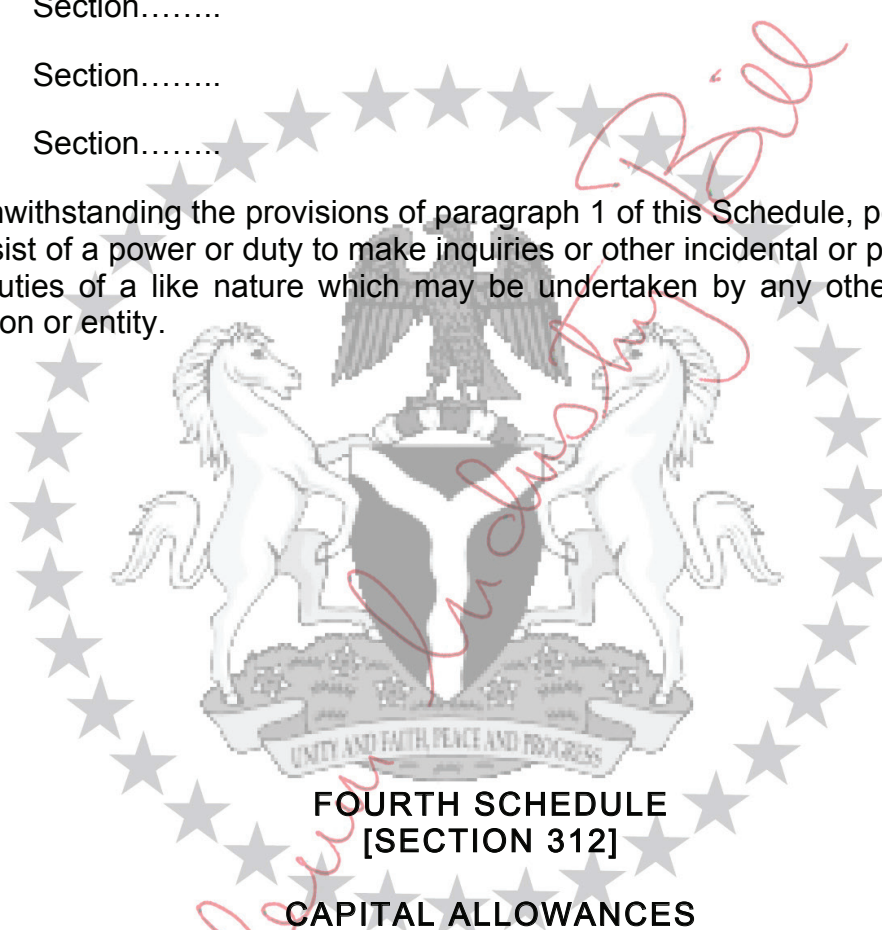 Section……..
Section……..
Section……..
withstanding the provisions of paragraph 1 of this Schedule, p
sist of a power or duty to make inquiries or other incidental or p
uties of a like nature which may be undertaken by any othe
on or entity.
UNITY AND FAITH, PEACE AND PROGRESS
FOURTH SCHEDULE
[SECTION 312]
CAPITAL ALLOWANCES
Industry Bill